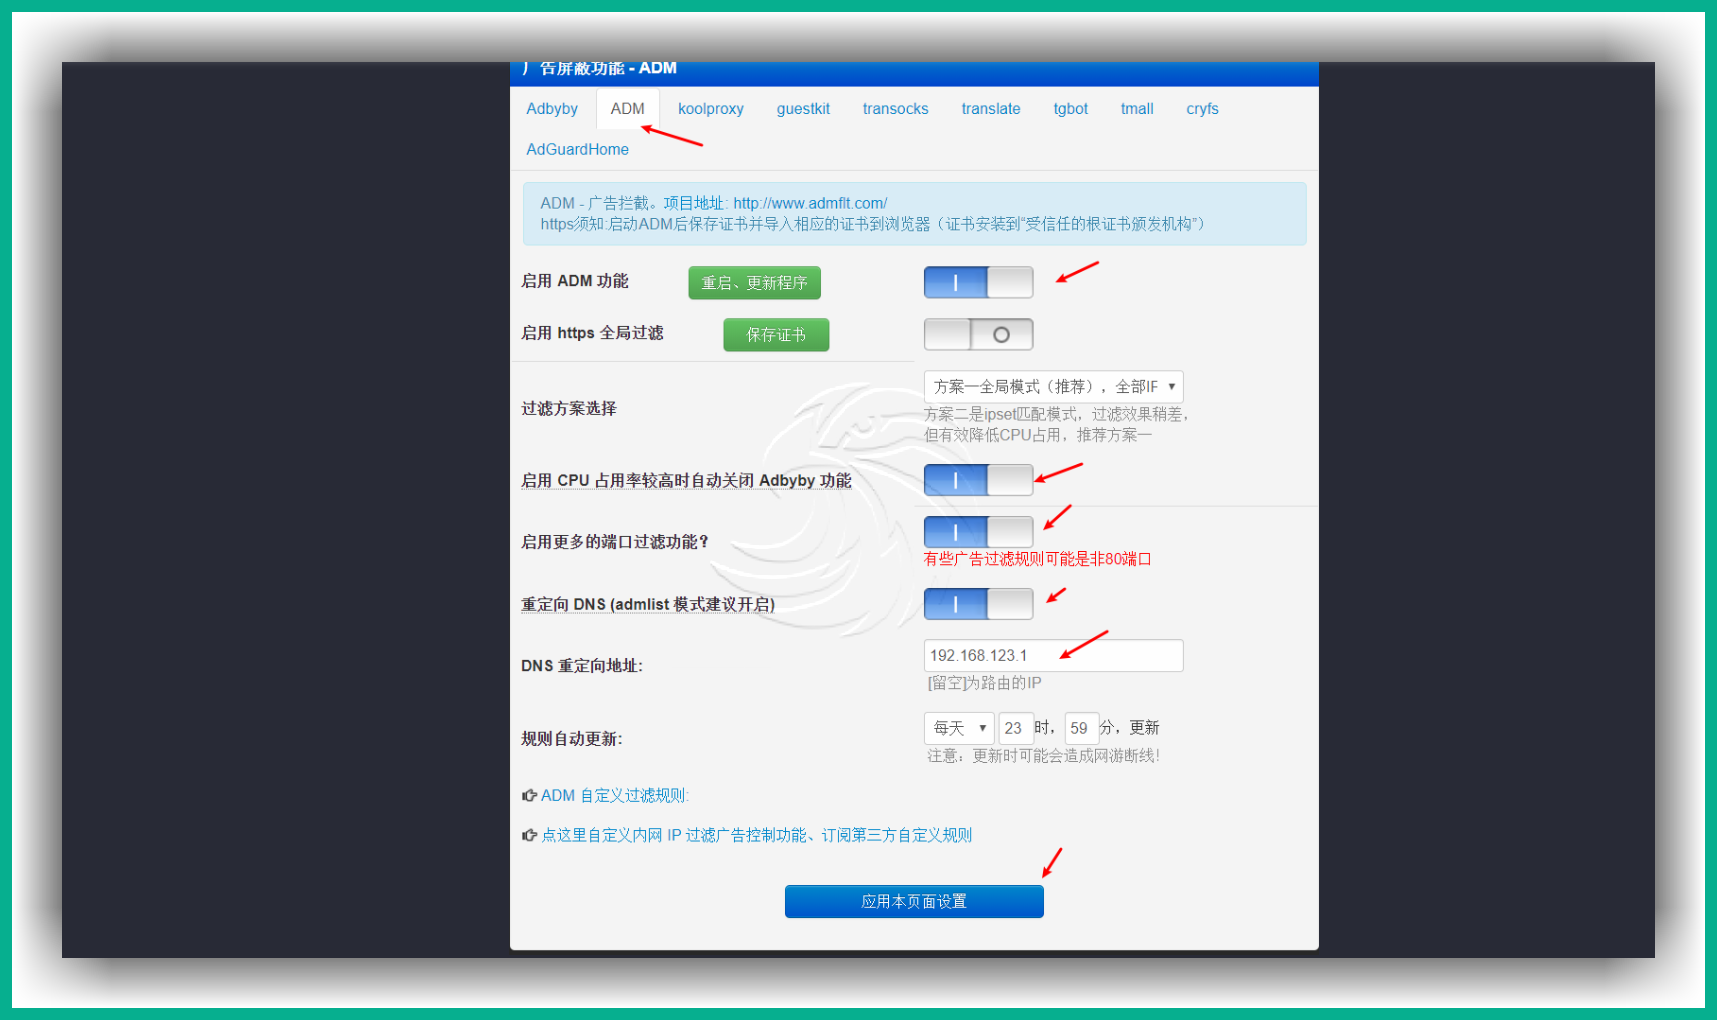 广告屏蔽功能 - ADM
Adbyby ADM koolproxy guestkit transocks translate tgbot tmall cryfs
AdGuardHome
ADM - 广告拦截。项目地址: http://www.admflt.com/
https须知:启动ADM后保存证书并导入相应的证书到浏览器（证书安装到“受信任的根证书颁发机构”）
启用 ADM 功能 重启、更新程序
启用 https 全局过滤 保存证书
方案一全局模式（推荐），全部IF
过滤方案选择
方案二是ipset匹配模式，过滤效果稍差，
但有效降低CPU占用，推荐方案一
启用 CPU 占用率较高时自动关闭 Adbyby 功能
启用更多的端口过滤功能？
有些广告过滤规则可能是非80端口
重定向 DNS (admlist 模式建议开启)
192.168.123.1
DNS 重定向地址:
[留空]为路由的IP
每天 23 时， 59 分，更新
规则自动更新:
注意：更新时可能会造成网游断线！
ADM 自定义过滤规则:
点这里自定义内网 IP 过滤广告控制功能、订阅第三方自定义规则
应用本页面设置